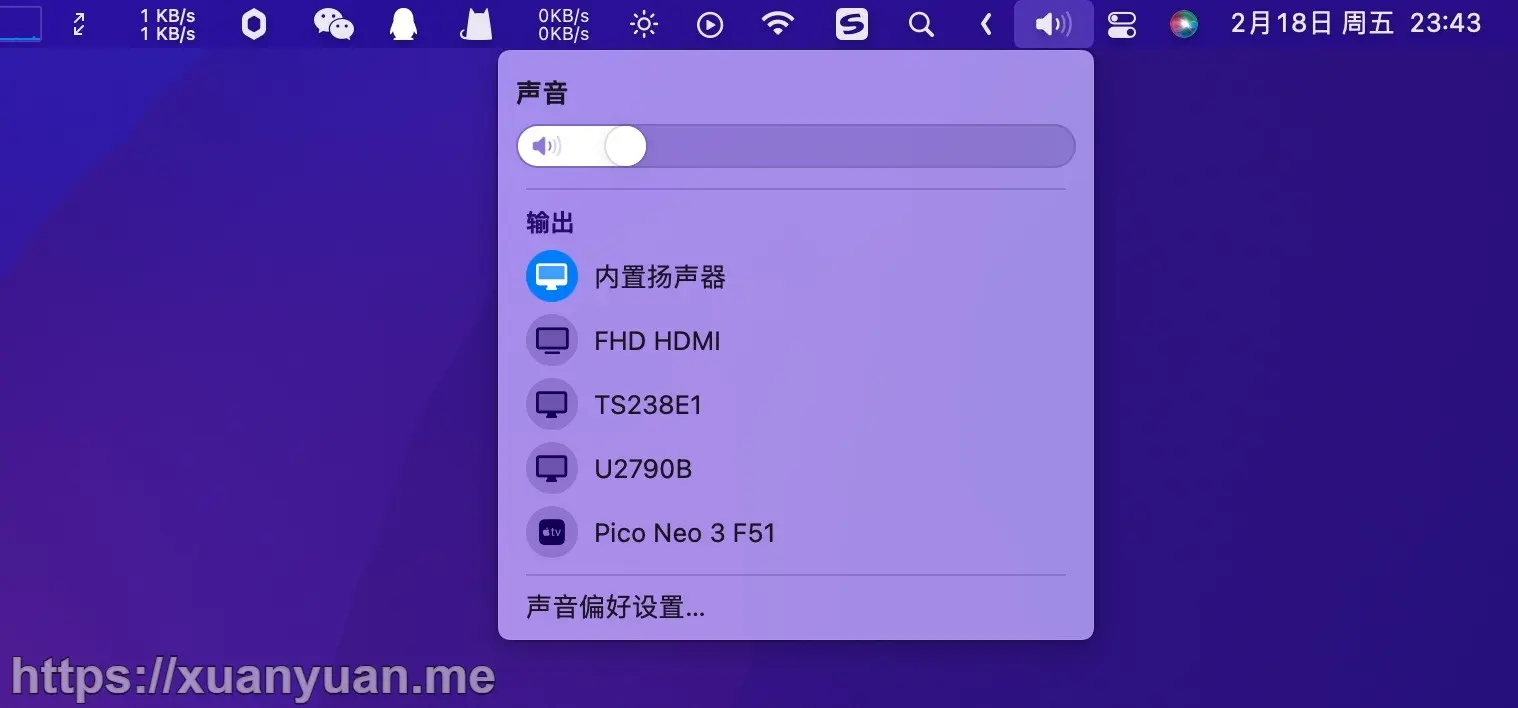 1 KB/s
1 KB/s
0KB/s
0KB/s
2月18日 周五 23:43
声音
输出
内置扬声器
FHD HDMI
TS238E1
U2790B
tv
Pico Neo 3 F51
声音偏好设置...
https://xuanyuan.me